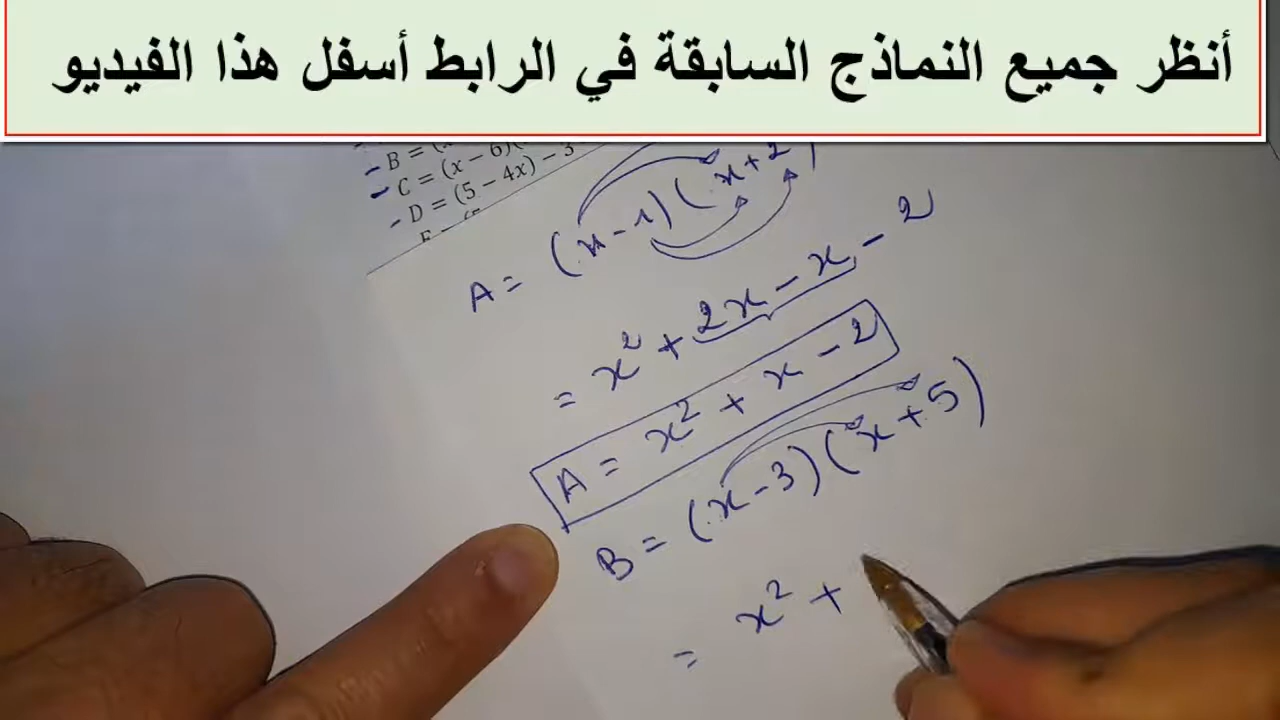 أنظر جميع النماذج السابقة في الرابط أسفل هذا الفيديو
- B = (x
- C = (x − 6)(
- D = (5 − 4x) − 3
A = (x − 1)(x + 2)
= x² + 2x − x − 2
A = x² + x − 2
B = (x − 3)(x + 5)
= x² +